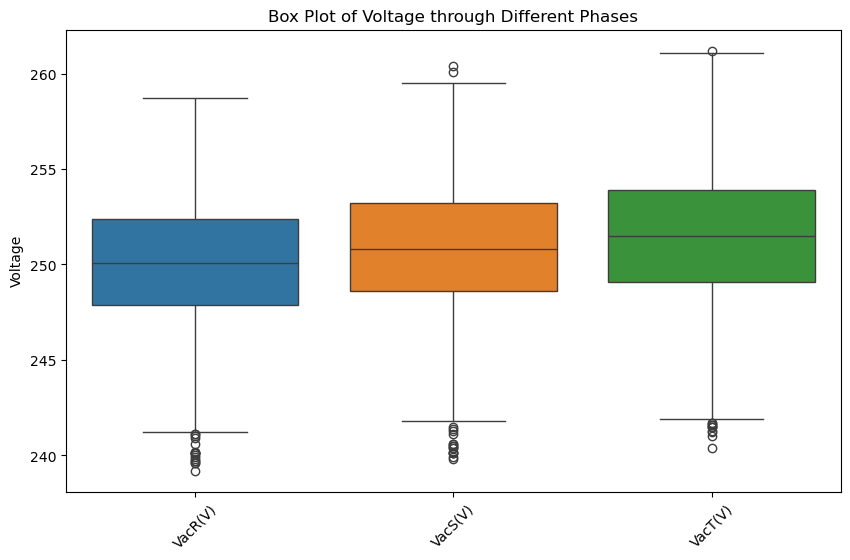 Box Plot of Voltage through Different Phases
Voltage
260
255
250
245
240
VacR(V)
VacS(V)
VacT(V)